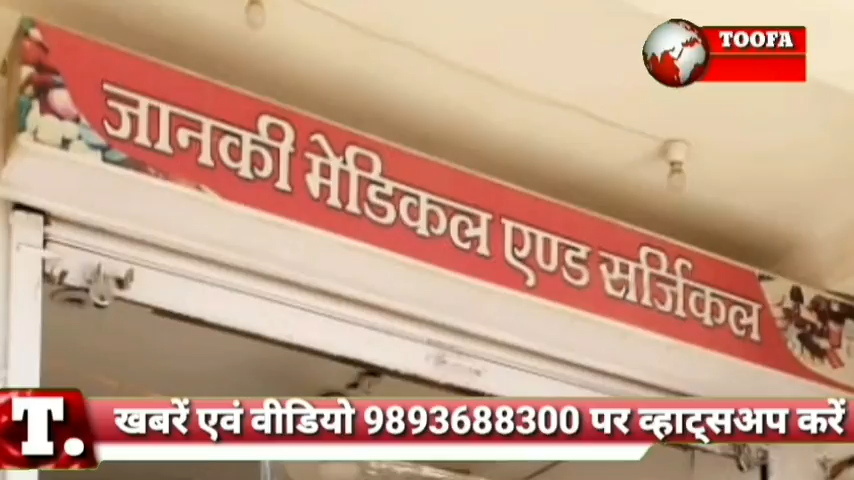 TOOFA
जानकी मेडिकल एण्ड सर्जिकल
T.
खबरें एवं वीडियो 9893688300 पर व्हाट्सअप करें